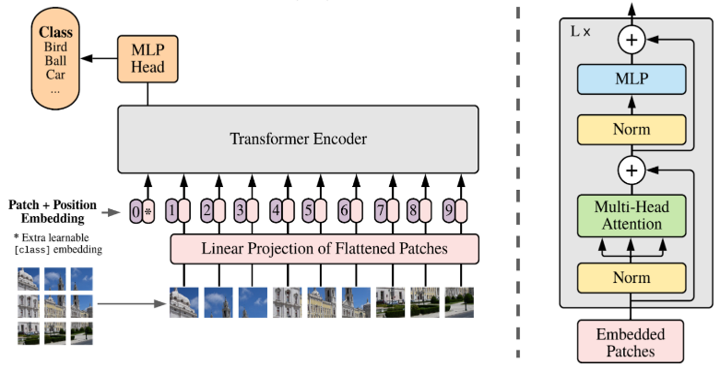 Class
Bird
Ball
Car
...
MLP
Head
Transformer Encoder
Patch + Position
Embedding
0 * 1 2 3 4 5 6 7 8 9
* Extra learnable
[class] embedding
Linear Projection of Flattened Patches
L x
+
MLP
Norm
+
Multi-Head
Attention
Norm
Embedded
Patches